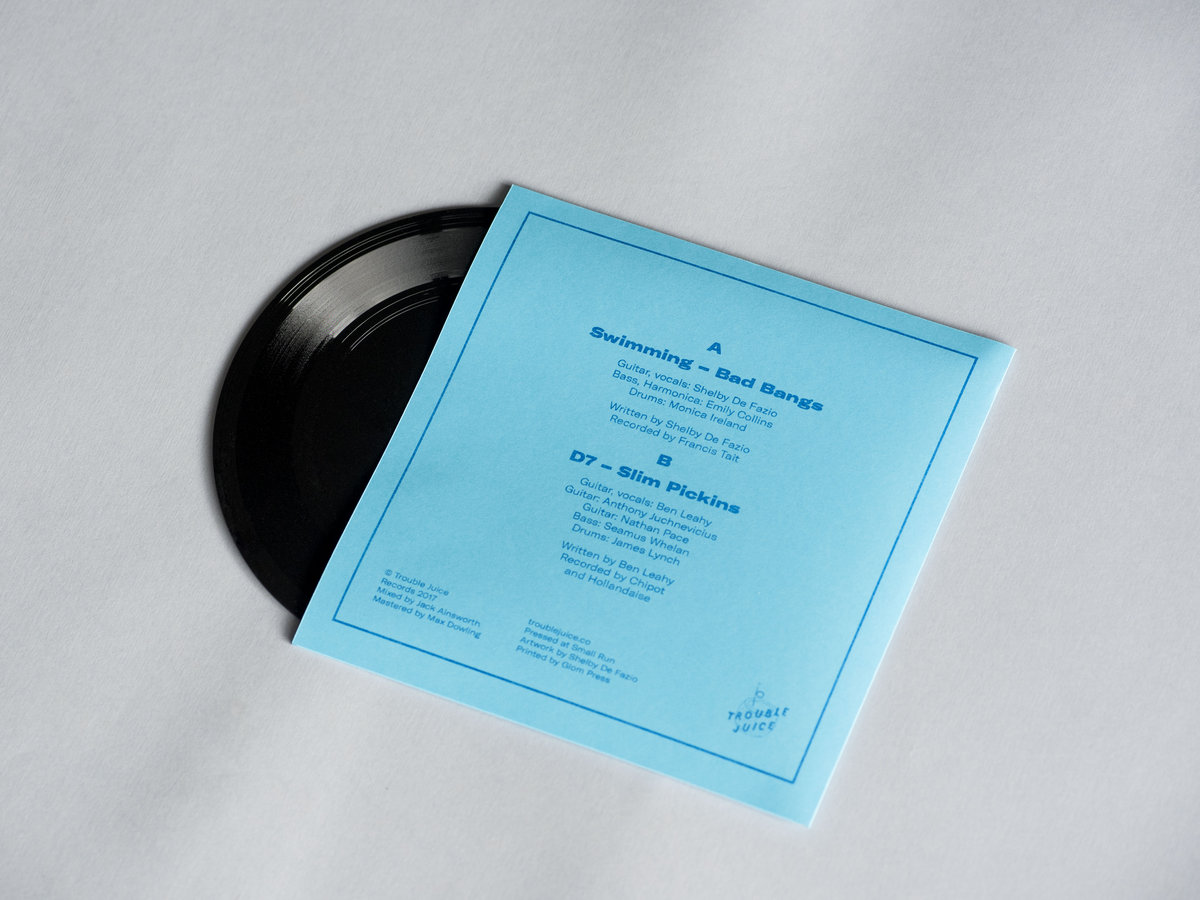 A
Swimming – Bad Bangs
Guitar, vocals: Shelby De Fazio
Bass, Harmonica: Emily Collins
Drums: Monica Ireland
Written by Shelby De Fazio
Recorded by Francis Tait
B
D7 – Slim Pickins
Guitar, vocals: Ben Leahy
Guitar: Anthony Juchnevicius
Guitar: Nathan Pace
Bass: Seamus Whelan
Drums: James Lynch
Written by Ben Leahy
Recorded by Chipot
and Hollandaise
© Trouble Juice
Records 2017
Mixed by Jack Ainsworth
Mastered by Max Dowling
troublejuice.co
Pressed at Small Run
Artwork by Shelby De Fazio
Printed by Glom Press
TROUBLE
JUICE